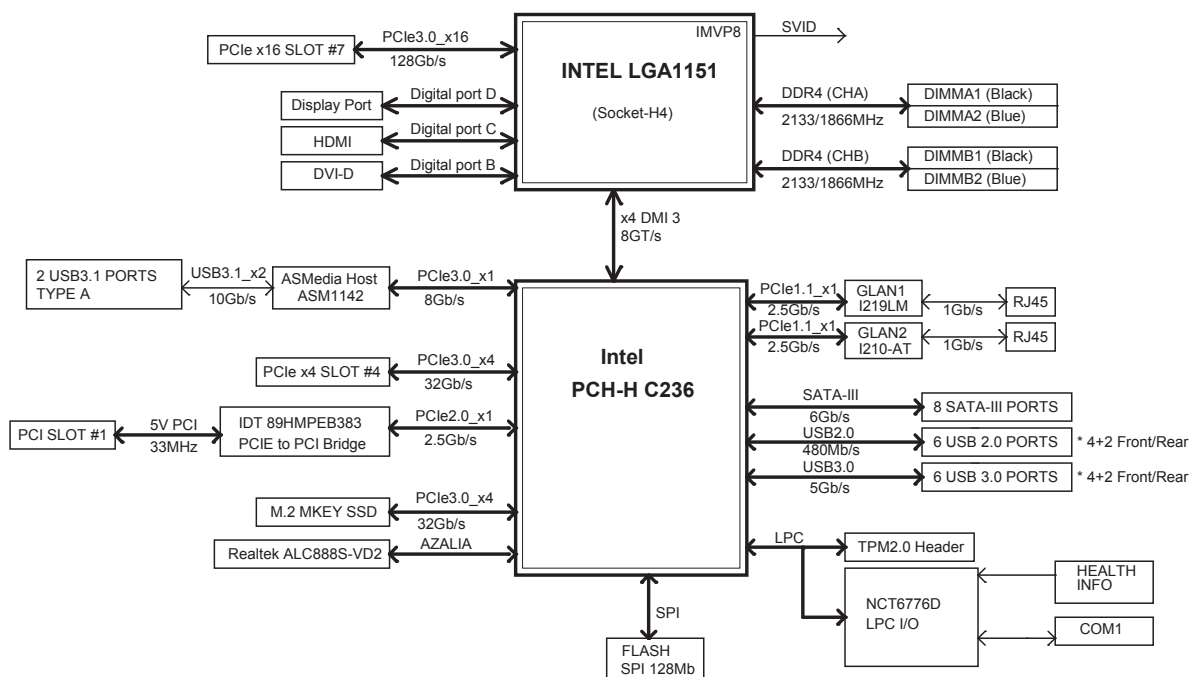 IMVP8
SVID
PCIe x16 SLOT #7
PCIe3.0_x16
128Gb/s
INTEL LGA1151
(Socket-H4)
Display Port
Digital port D
HDMI
Digital port C
DVI-D
Digital port B
DDR4 (CHA)
2133/1866MHz
DIMMA1 (Black)
DIMMA2 (Blue)
DDR4 (CHB)
2133/1866MHz
DIMMB1 (Black)
DIMMB2 (Blue)
x4 DMI 3
8GT/s
2 USB3.1 PORTS
TYPE A
USB3.1_x2
10Gb/s
ASMedia Host
ASM1142
PCIe3.0_x1
8Gb/s
PCIe x4 SLOT #4
PCIe3.0_x4
32Gb/s
PCI SLOT #1
5V PCI
33MHz
IDT 89HMPEB383
PCIE to PCI Bridge
PCIe2.0_x1
2.5Gb/s
M.2 MKEY SSD
PCIe3.0_x4
32Gb/s
Realtek ALC888S-VD2
AZALIA
Intel
PCH-H C236
PCIe1.1_x1
2.5Gb/s
GLAN1
I219LM
1Gb/s
RJ45
PCIe1.1_x1
2.5Gb/s
GLAN2
I210-AT
1Gb/s
RJ45
SATA-III
6Gb/s
8 SATA-III PORTS
USB2.0
480Mb/s
6 USB 2.0 PORTS
* 4+2 Front/Rear
USB3.0
5Gb/s
6 USB 3.0 PORTS
* 4+2 Front/Rear
LPC
TPM2.0 Header
NCT6776D
LPC I/O
HEALTH
INFO
COM1
SPI
FLASH
SPI 128Mb